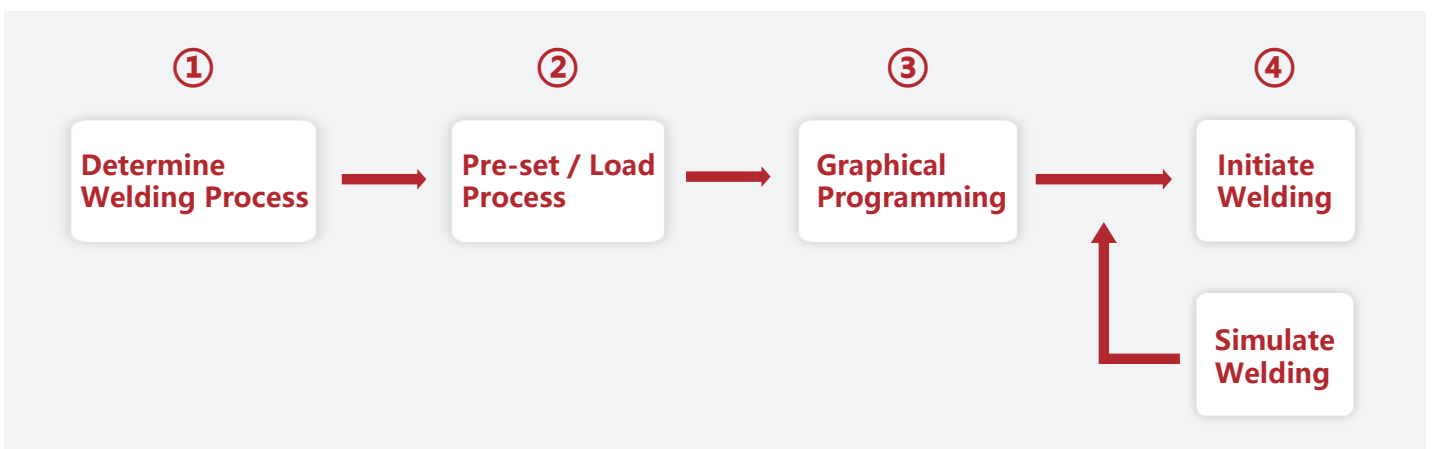 ①
②
③
④
Determine
Welding Process
Pre-set / Load
Process
Graphical
Programming
Initiate
Welding
Simulate
Welding